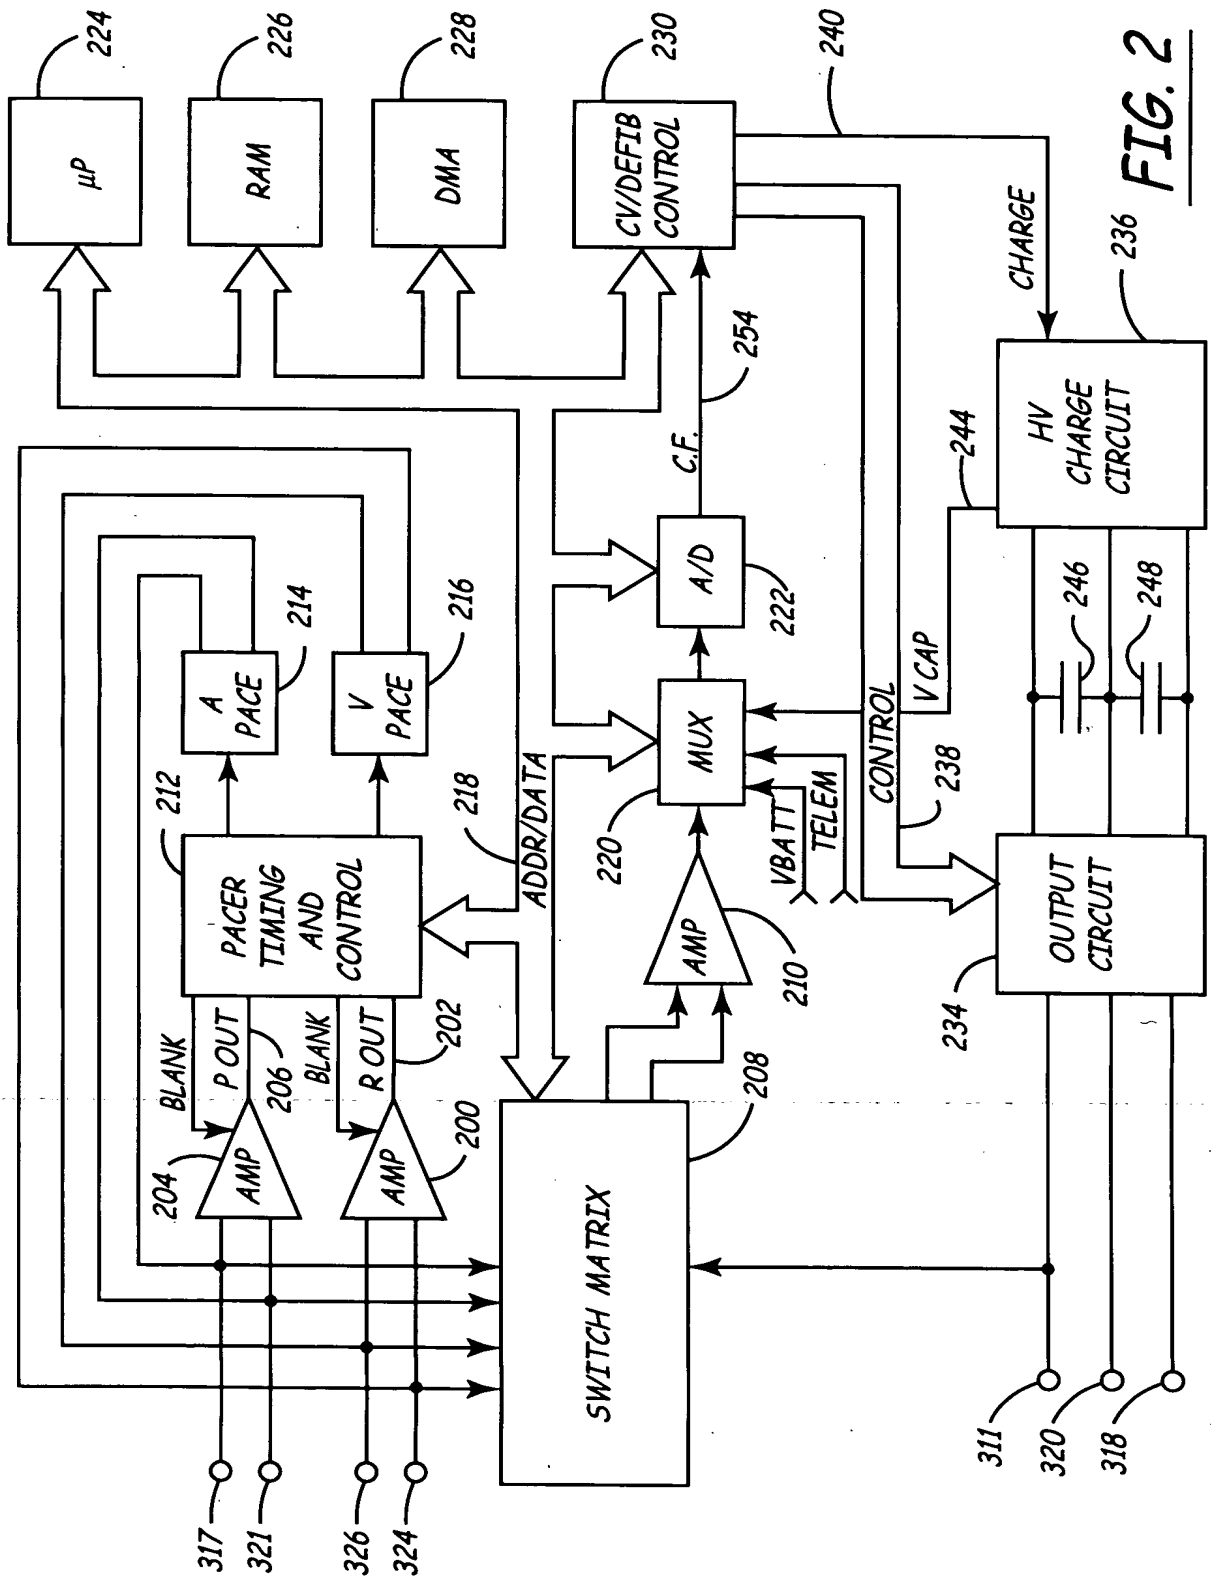 224
μP
226
RAM
228
DMA
230
CV/DEFIB
CONTROL
240
CHARGE
236
HV
CHARGE
CIRCUIT
244
254
C.F.
A/D
222
246
248
214
A
PACE
216
V
PACE
212
PACER
TIMING
AND
CONTROL
218
ADDR/DATA
MUX
220
VBATT
TELEM
V CAP
CONTROL
238
BLANK
P OUT
206
BLANK
R OUT
202
204
AMP
AMP
200
AMP
210
208
SWITCH MATRIX
OUTPUT
CIRCUIT
234
317
321
326
324
311
320
318
FIG. 2